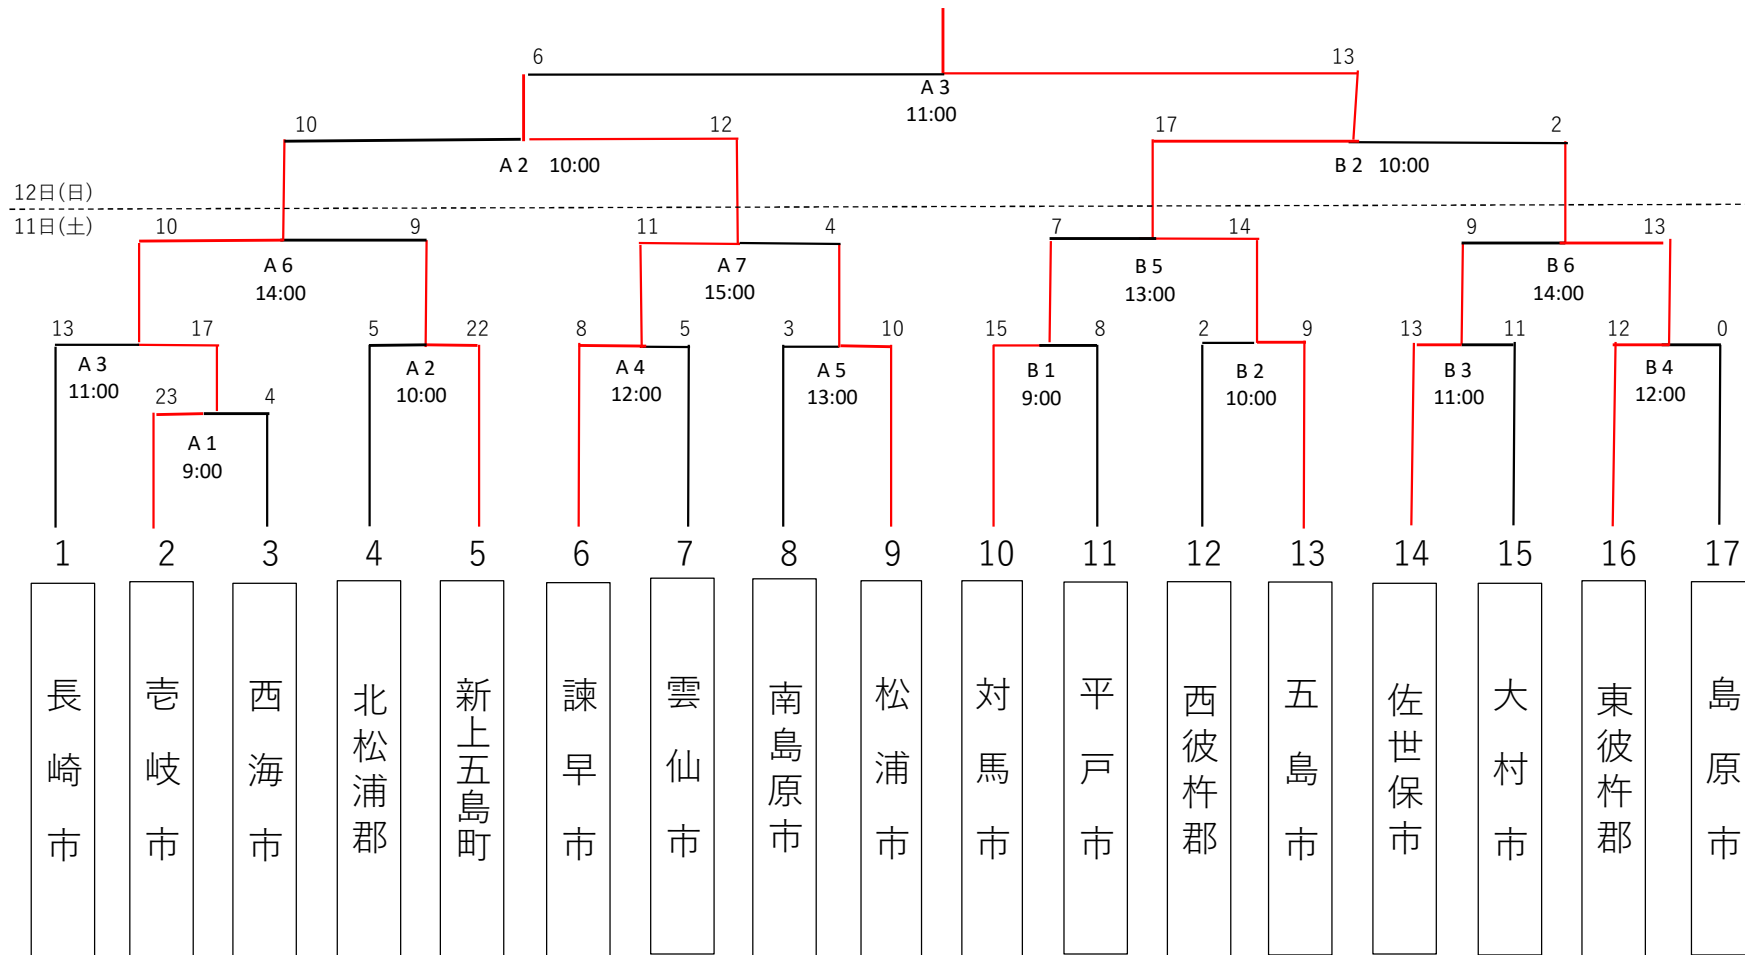 6 13
A 3
11:00
10 12 17 2
A 2 10:00 B 2 10:00
12日(日)
11日(土)
10 9 11 4 7 14 9 13
A 6 A 7 B 5 B 6
14:00 15:00 13:00 14:00
13 17 5 22 8 5 3 10 15 8 2 9 13 11 12 0
A 3 A 2 A 4 A 5 B 1 B 2 B 3 B 4
11:00 10:00 12:00 13:00 9:00 10:00 11:00 12:00
23 4
A 1
9:00
1 2 3 4 5 6 7 8 9 10 11 12 13 14 15 16 17
長崎市
壱岐市
西海市
北松浦郡
新上五島町
諫早市
雲仙市
南島原市
松浦市
対馬市
平戸市
西彼杵郡
五島市
佐世保市
大村市
東彼杵郡
島原市